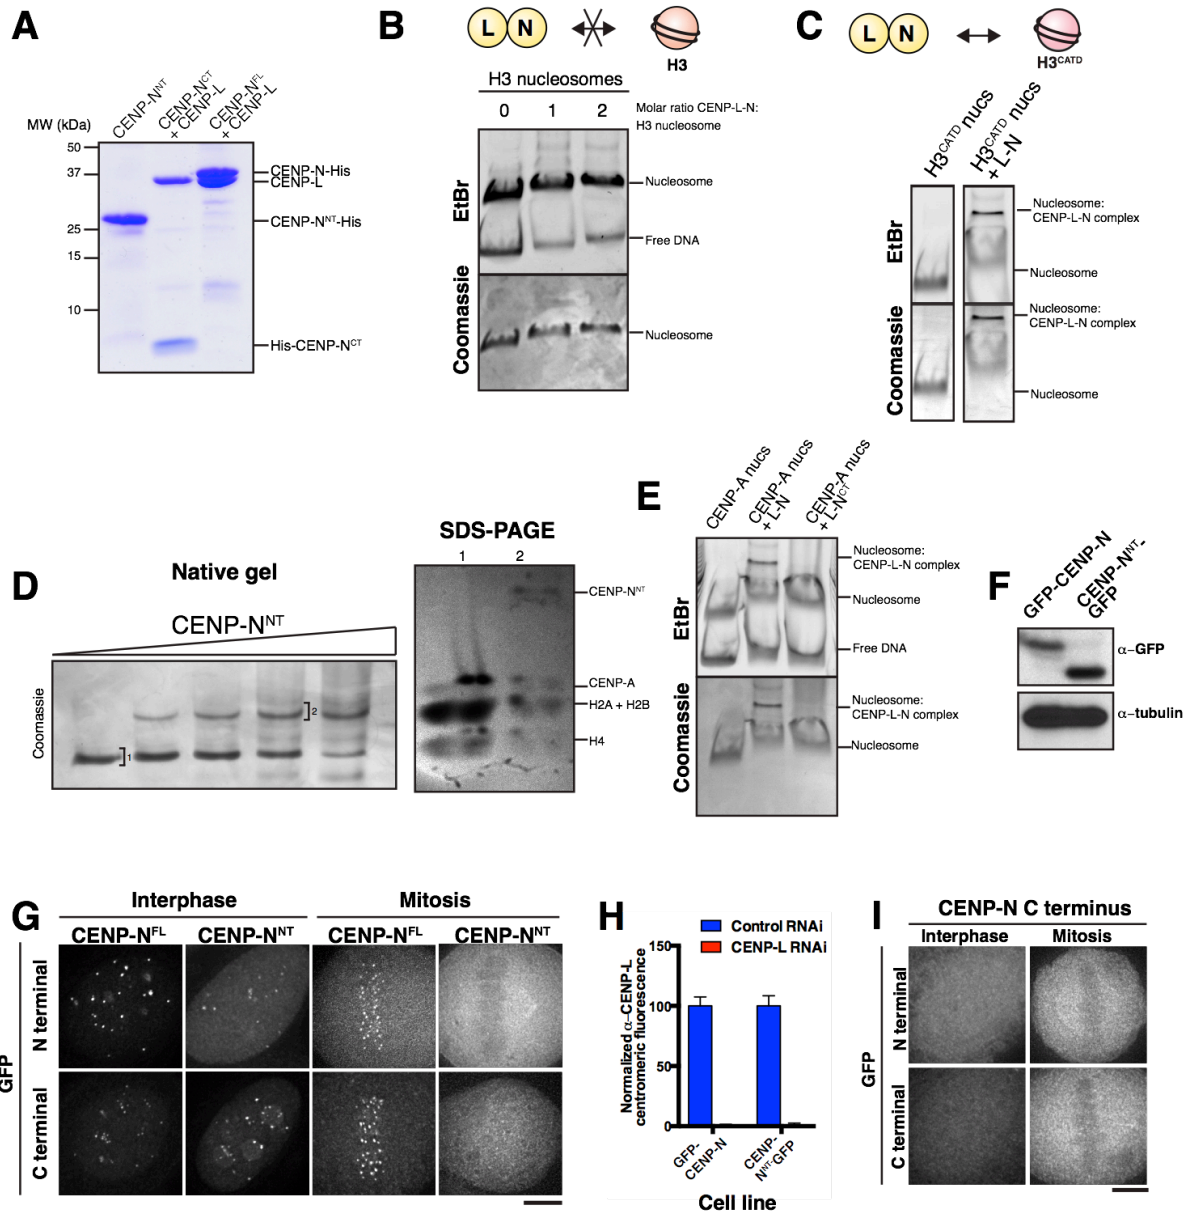 A
MW (kDa)
CENP-N^NT
CENP-N^CT
+ CENP-L
CENP-N^FL
+ CENP-L
50
37
25
15
10
CENP-N-His
CENP-L
CENP-N^NT-His
His-CENP-N^CT
B
L N
H3
H3 nucleosomes
0 1 2
Molar ratio CENP-L-N:
H3 nucleosome
EtBr
Nucleosome
Free DNA
Coomassie
Nucleosome
C
L N
H3^CATD
H3^CATD nucs
H3^CATD nucs
+ L-N
EtBr
Nucleosome:
CENP-L-N complex
Nucleosome
Coomassie
Nucleosome:
CENP-L-N complex
Nucleosome
D
Native gel
CENP-N^NT
Coomassie
1
2
SDS-PAGE
1 2
CENP-N^NT
CENP-A
H2A + H2B
H4
E
CENP-A nucs
CENP-A nucs
+ L-N
CENP-A nucs
+ L-N^CT
EtBr
Nucleosome:
CENP-L-N complex
Nucleosome
Free DNA
Coomassie
Nucleosome:
CENP-L-N complex
Nucleosome
F
GFP-CENP-N
CENP-N^NT-
GFP
α-GFP
α-tubulin
G
Interphase Mitosis
CENP-N^FL CENP-N^NT CENP-N^FL CENP-N^NT
GFP
N terminal
C terminal
H
Control RNAi
CENP-L RNAi
Normalized α-CENP-L
centromeric fluorescence
150
100
50
0
GFP-
CENP-N
CENP-
N^NT-GFP
Cell line
I
CENP-N C terminus
Interphase Mitosis
GFP
N terminal
C terminal